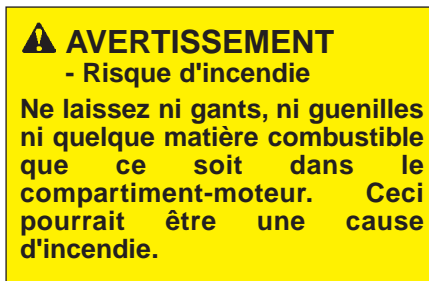 AVERTISSEMENT
- Risque d'incendie
Ne laissez ni gants, ni guenilles
ni quelque matière combustible
que ce soit dans le
compartiment-moteur. Ceci
pourrait être une cause
d'incendie.